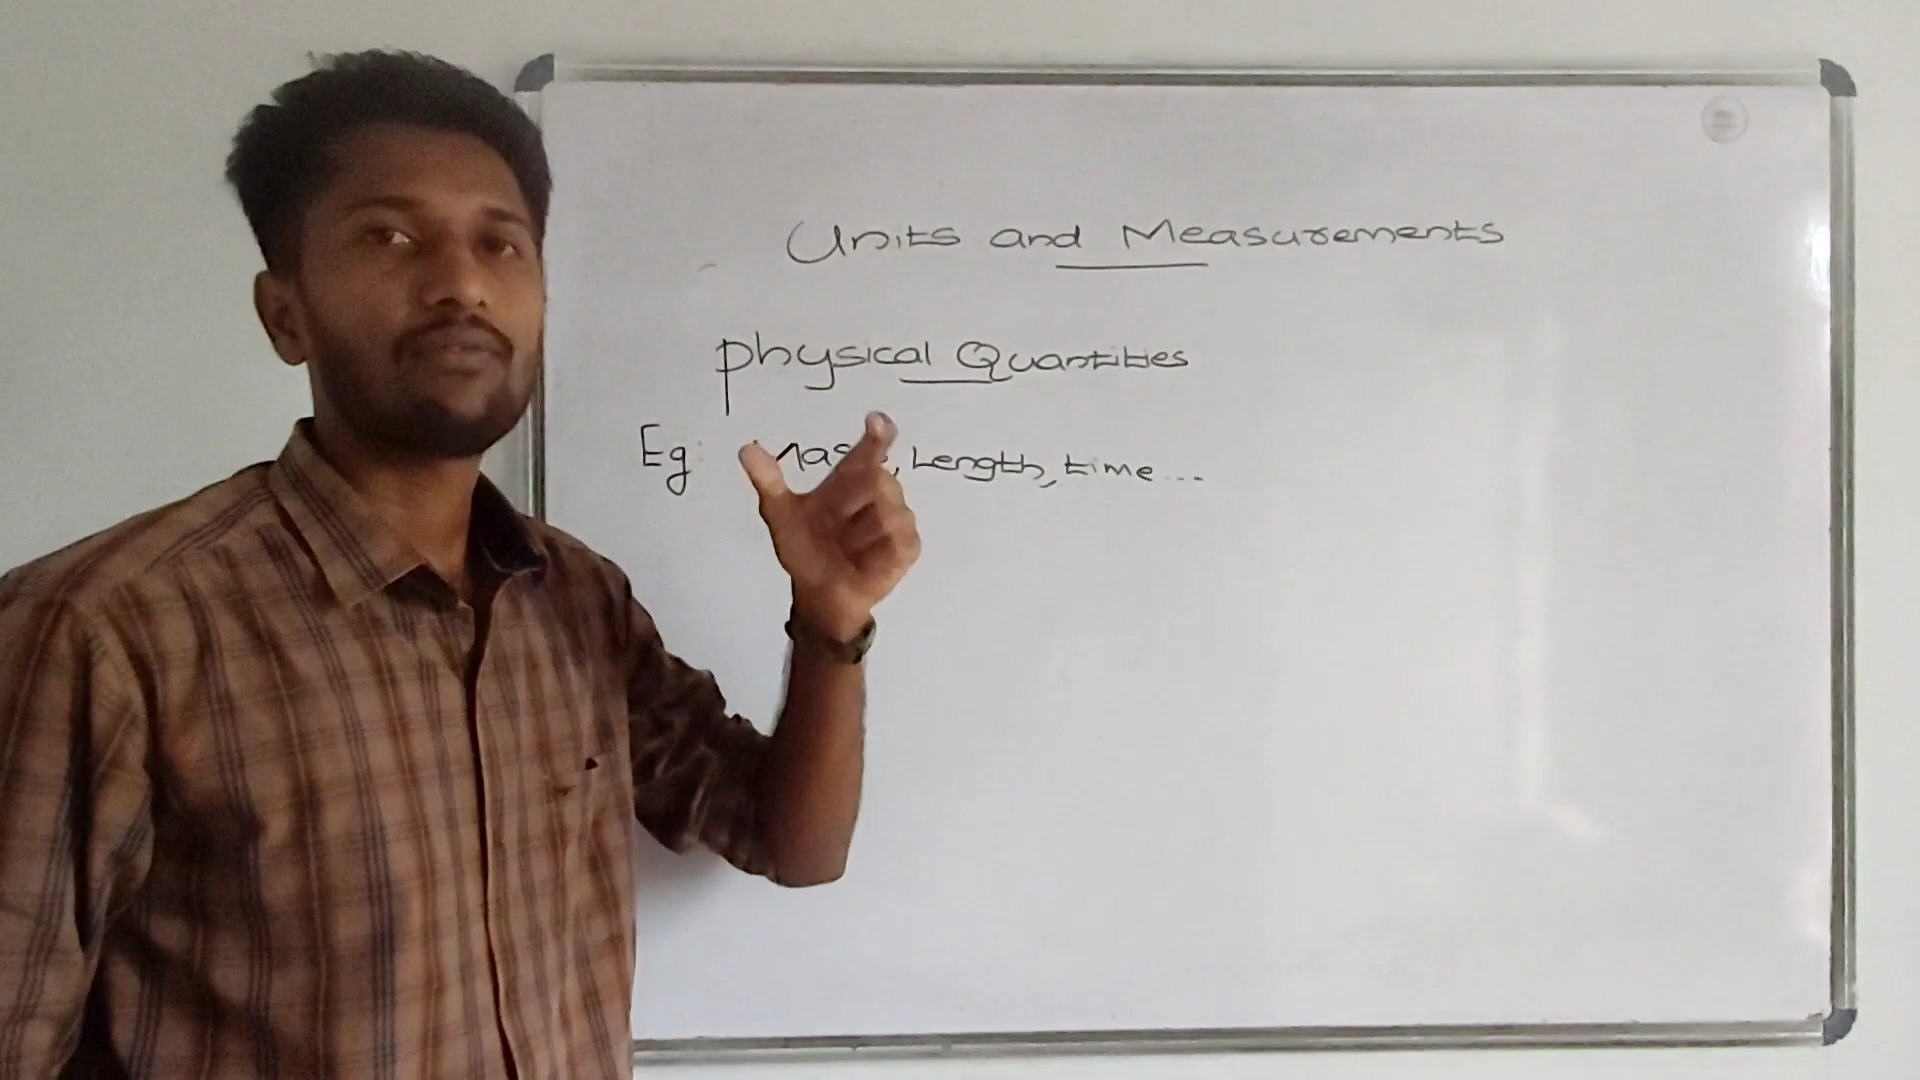 Units and Measurements
Physical Quantities
Eg: Mass, Length, time...